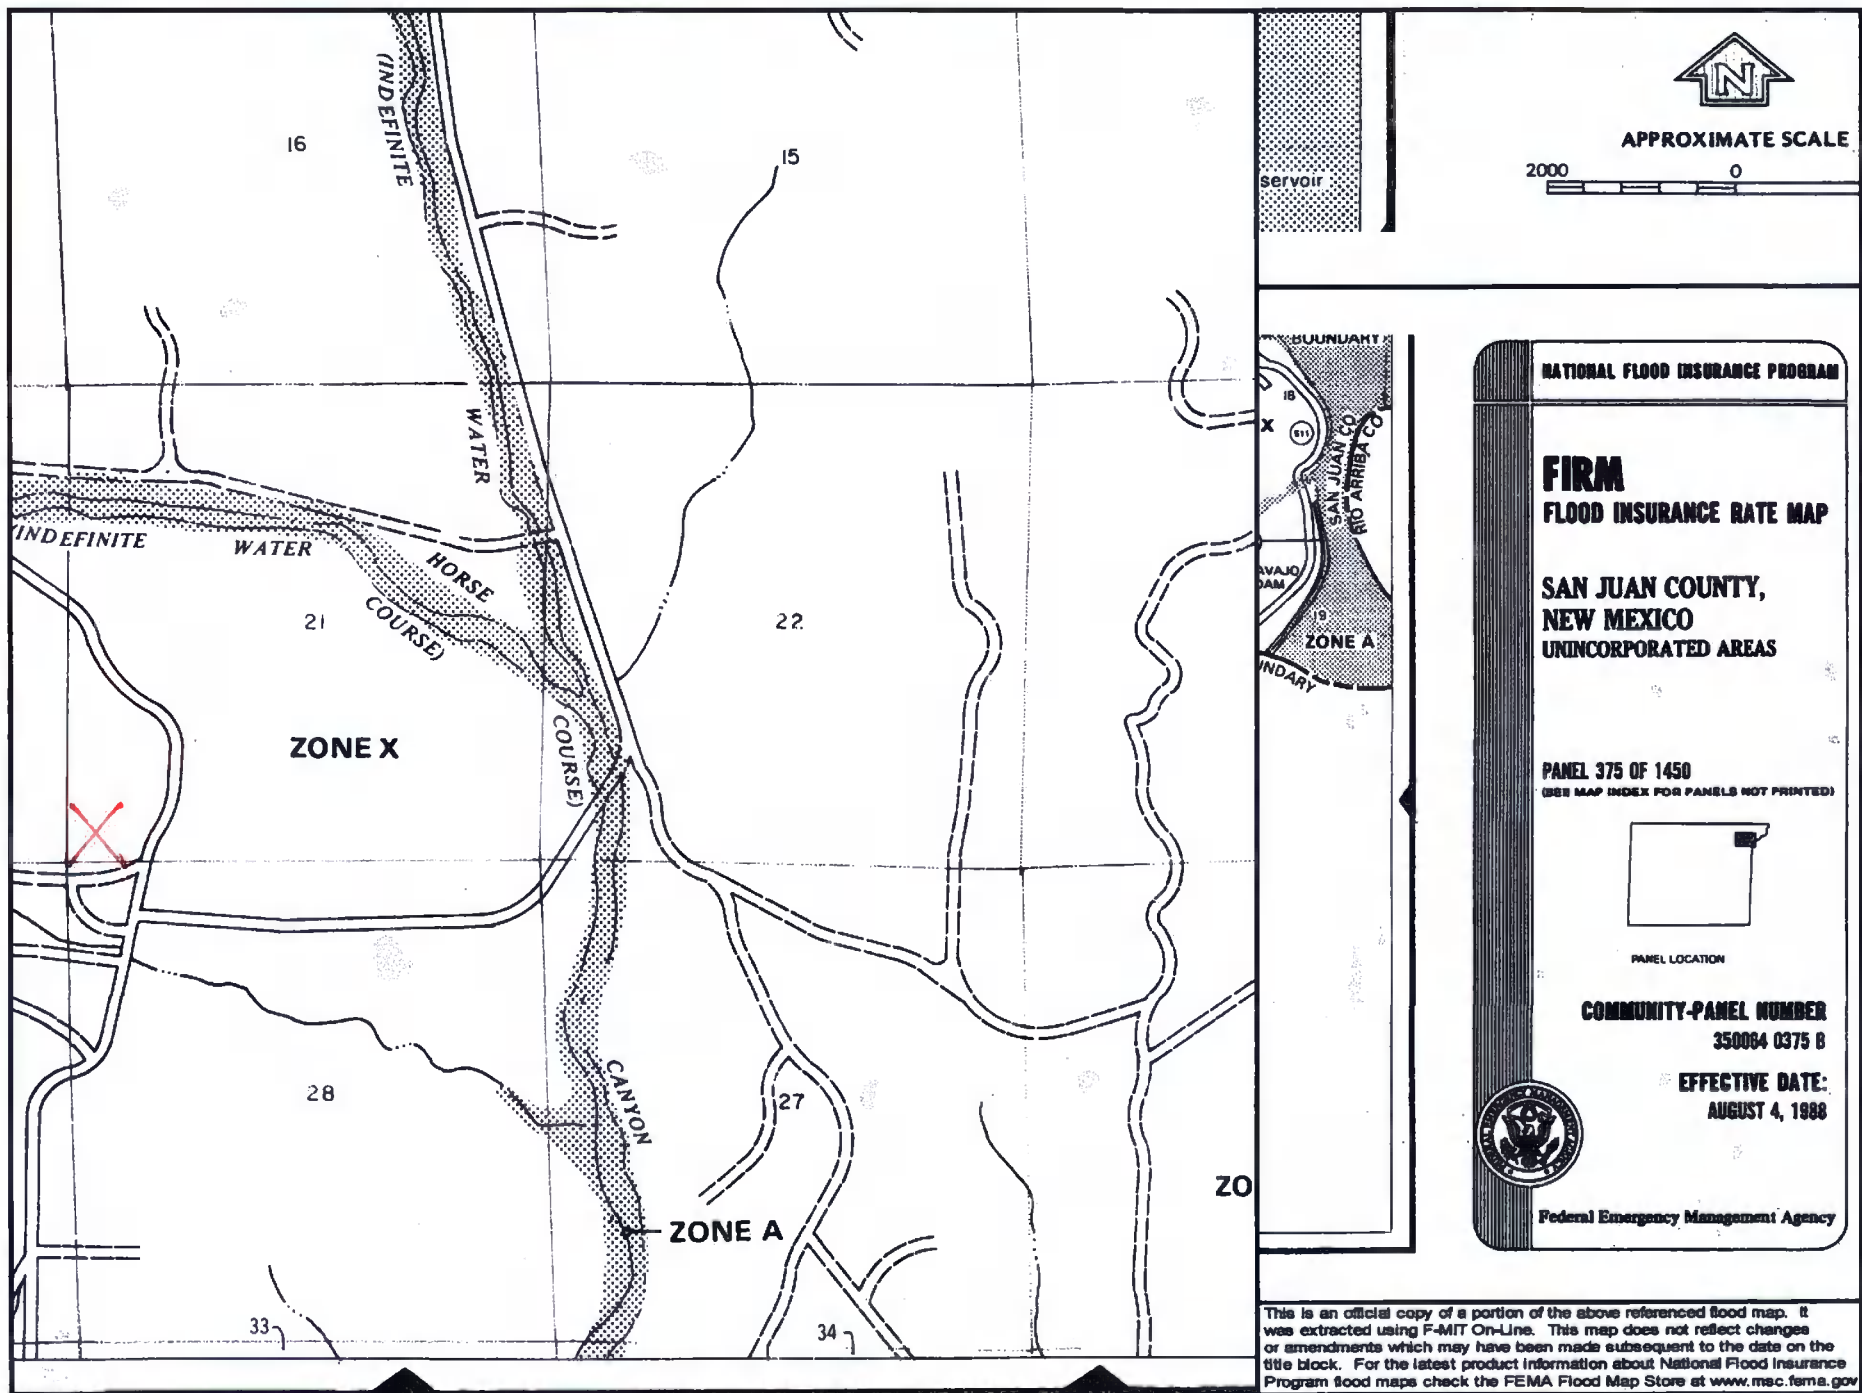 (INDEFINITE
16
15
WATER
INDEFINITE
WATER
HORSE
COURSE)
21
22
ZONE X
COURSE)
28
CANYON
27
ZO
ZONE A
33
34
servoir
BOUNDARY
18
X
511
SAN JUAN CO
RIO ARRIBA CO
AVAJO
DAM
19
ZONE A
UNDARY
N
APPROXIMATE SCALE
2000 0
NATIONAL FLOOD INSURANCE PROGRAM
FIRM
FLOOD INSURANCE RATE MAP
SAN JUAN COUNTY,
NEW MEXICO
UNINCORPORATED AREAS
PANEL 375 OF 1450
(SEE MAP INDEX FOR PANELS NOT PRINTED)
PANEL LOCATION
COMMUNITY-PANEL NUMBER
350064 0375 B
EFFECTIVE DATE:
AUGUST 4, 1988
Federal Emergency Management Agency
This is an official copy of a portion of the above referenced flood map. It
was extracted using F-MIT On-Line. This map does not reflect changes
or amendments which may have been made subsequent to the date on the
title block. For the latest product information about National Flood Insurance
Program flood maps check the FEMA Flood Map Store at www.msc.fema.gov